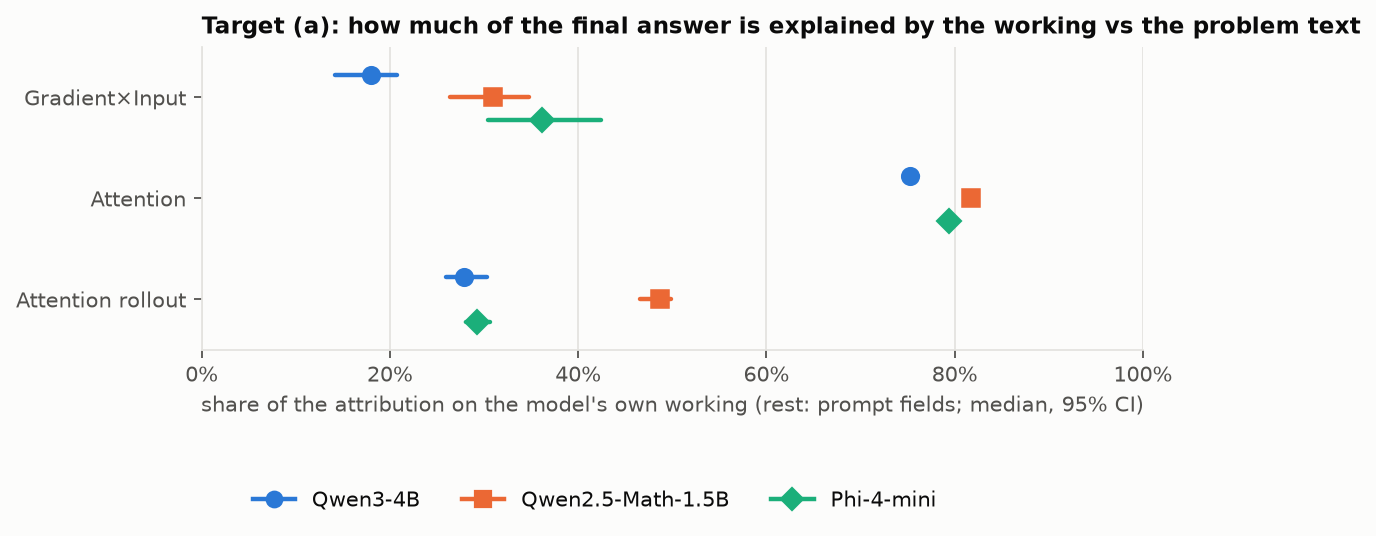 Target (a): how much of the final answer is explained by the working vs the problem text
Gradient×Input
Attention
Attention rollout
0% 20% 40% 60% 80% 100%
share of the attribution on the model's own working (rest: prompt fields; median, 95% CI)
Qwen3-4B Qwen2.5-Math-1.5B Phi-4-mini